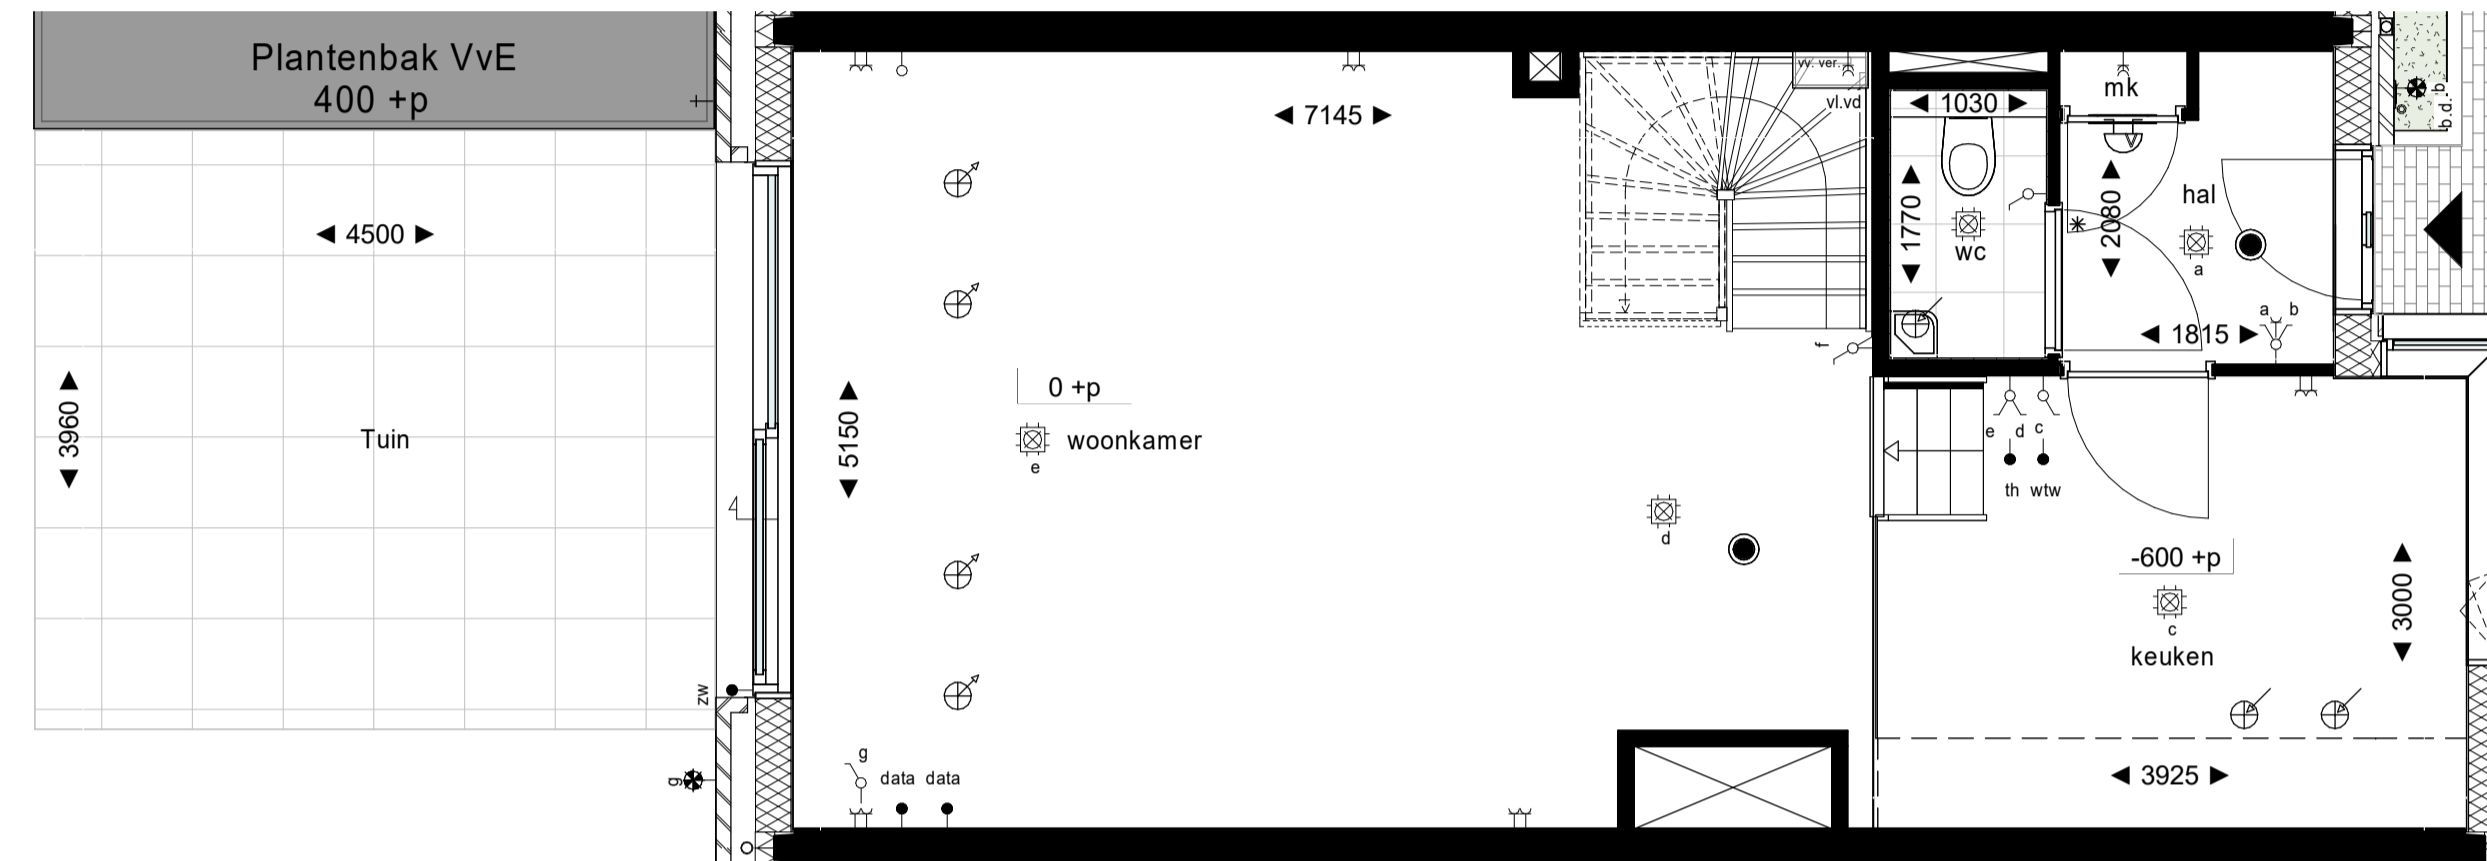 Plantenbak VvE
400 +p
4500
3960
Tuin
zw
g
7145
5150
0 +p
woonkamer
e
d
g
data data
vv. ver.
vl.vd
f
1030
1770
wc
mk
2080
hal
a
a b
1815
b
b.d.
e d c
th wtw
-600 +p
c
keuken
3000
3925